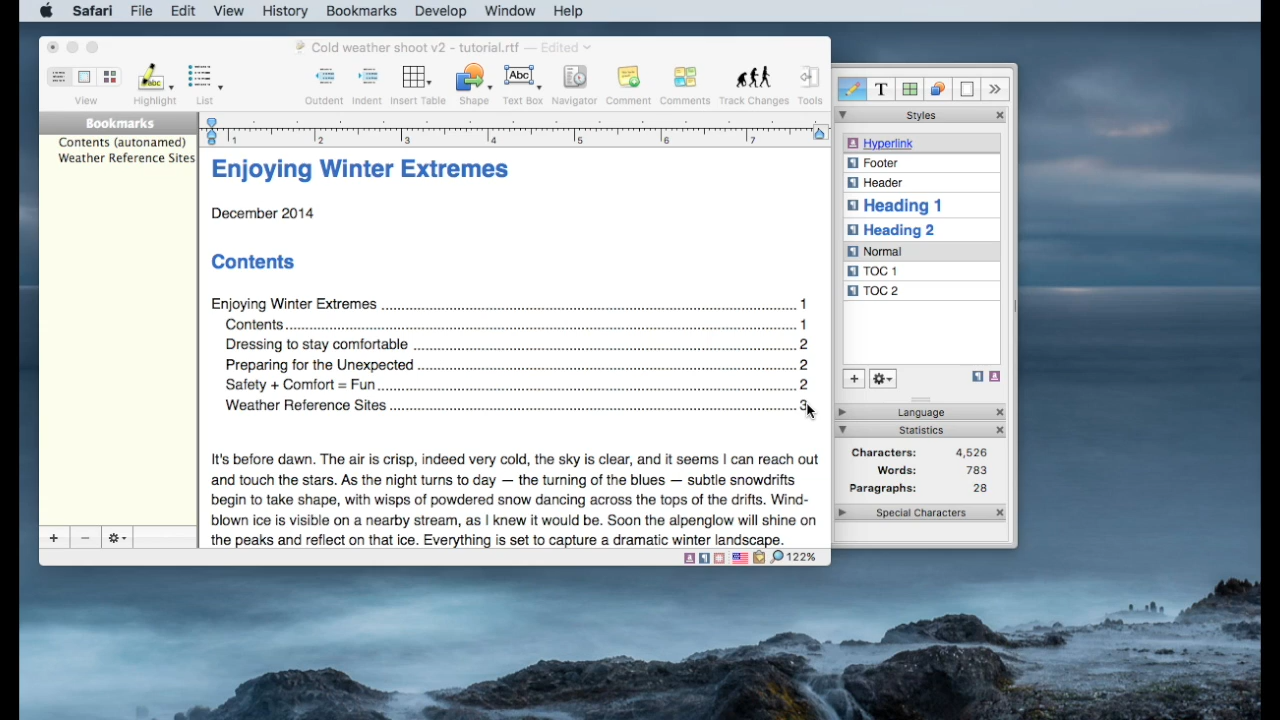 Safari File Edit View History Bookmarks Develop Window Help
Cold weather shoot v2 - tutorial.rtf — Edited
abc Abc
View Highlight List Outdent Indent Insert Table Shape Text Box Navigator Comment Comments Track Changes Tools
Bookmarks
Contents (autonamed)
Weather Reference Sites
1 2 3 4 5 6 7
Enjoying Winter Extremes
December 2014
Contents
Enjoying Winter Extremes 1
Contents 1
Dressing to stay comfortable 2
Preparing for the Unexpected 2
Safety + Comfort = Fun 2
Weather Reference Sites 3
It's before dawn. The air is crisp, indeed very cold, the sky is clear, and it seems I can reach out
and touch the stars. As the night turns to day — the turning of the blues — subtle snowdrifts
begin to take shape, with wisps of powdered snow dancing across the tops of the drifts. Wind-
blown ice is visible on a nearby stream, as I knew it would be. Soon the alpenglow will shine on
the peaks and reflect on that ice. Everything is set to capture a dramatic winter landscape.
122%
T
Styles
Hyperlink
Footer
Header
Heading 1
Heading 2
Normal
TOC 1
TOC 2
Language
Statistics
Characters: 4,526
Words: 783
Paragraphs: 28
Special Characters